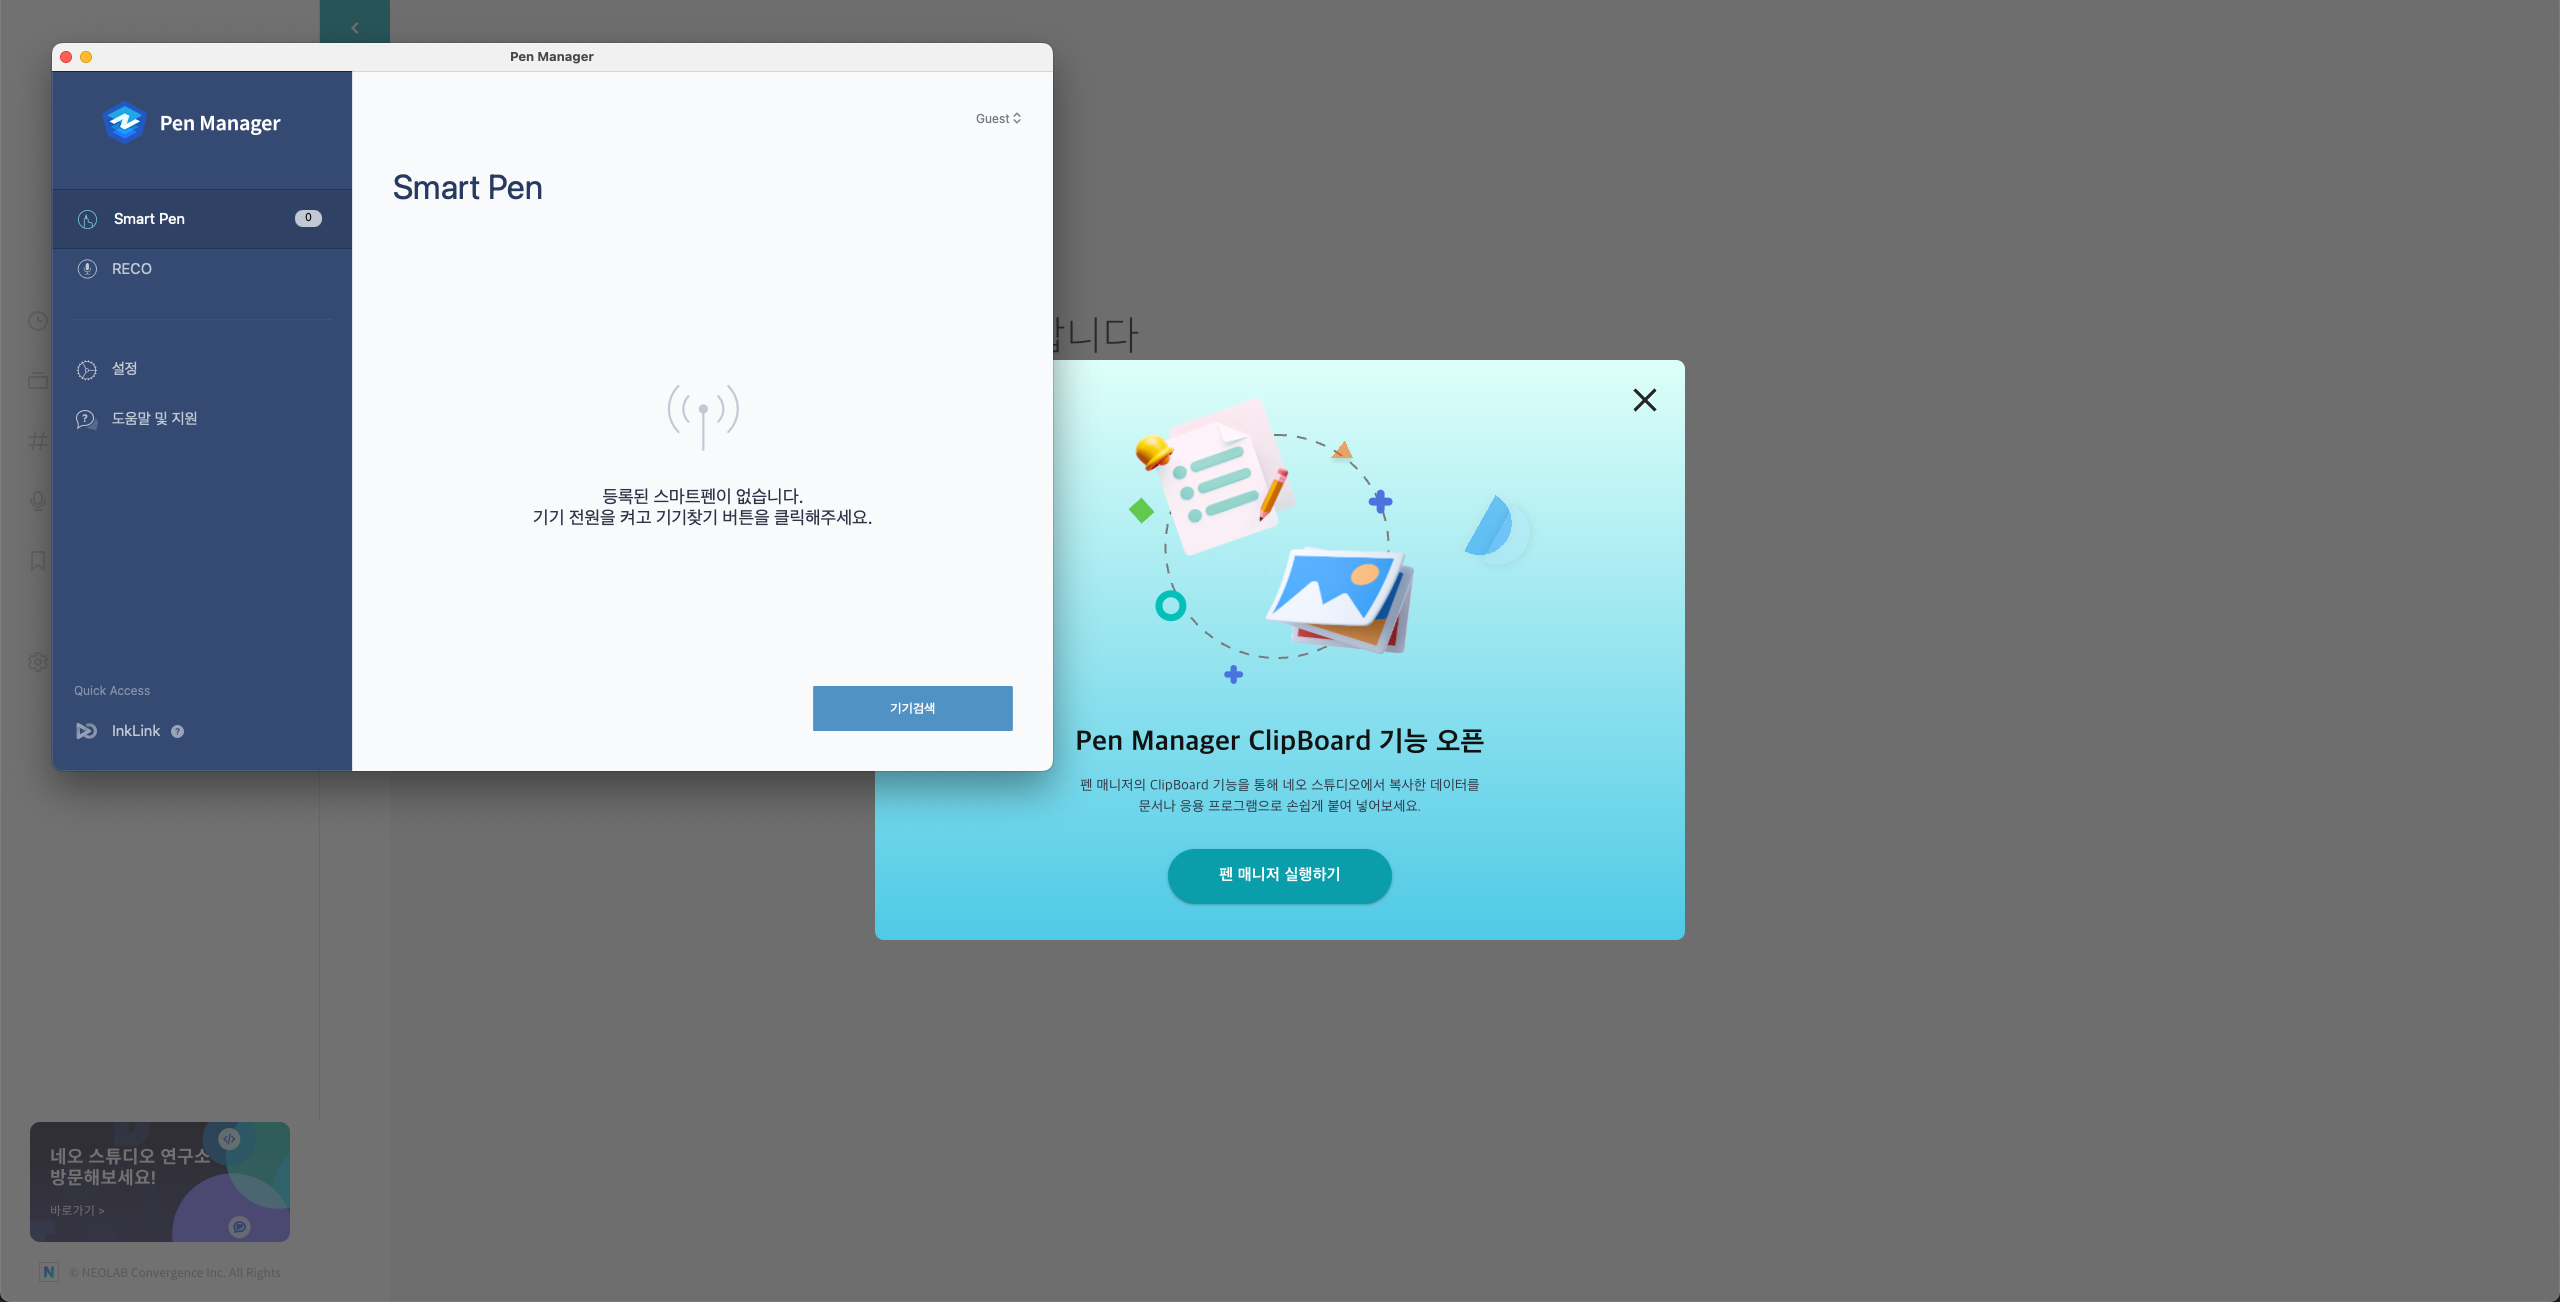 Pen Manager
Pen Manager
Guest
Smart Pen
Smart Pen
0
RECO
설정
도움말 및 지원
등록된 스마트펜이 없습니다.
기기 전원을 켜고 기기찾기 버튼을 클릭해주세요.
기기검색
Quick Access
InkLink
니다
Pen Manager ClipBoard 기능 오픈
펜 매니저의 ClipBoard 기능을 통해 네오 스튜디오에서 복사한 데이터를
문서나 응용 프로그램으로 손쉽게 붙여 넣어보세요.
펜 매니저 실행하기
네오 스튜디오 연구소
방문해보세요!
바로가기 >
N © NEOLAB Convergence Inc. All Rights